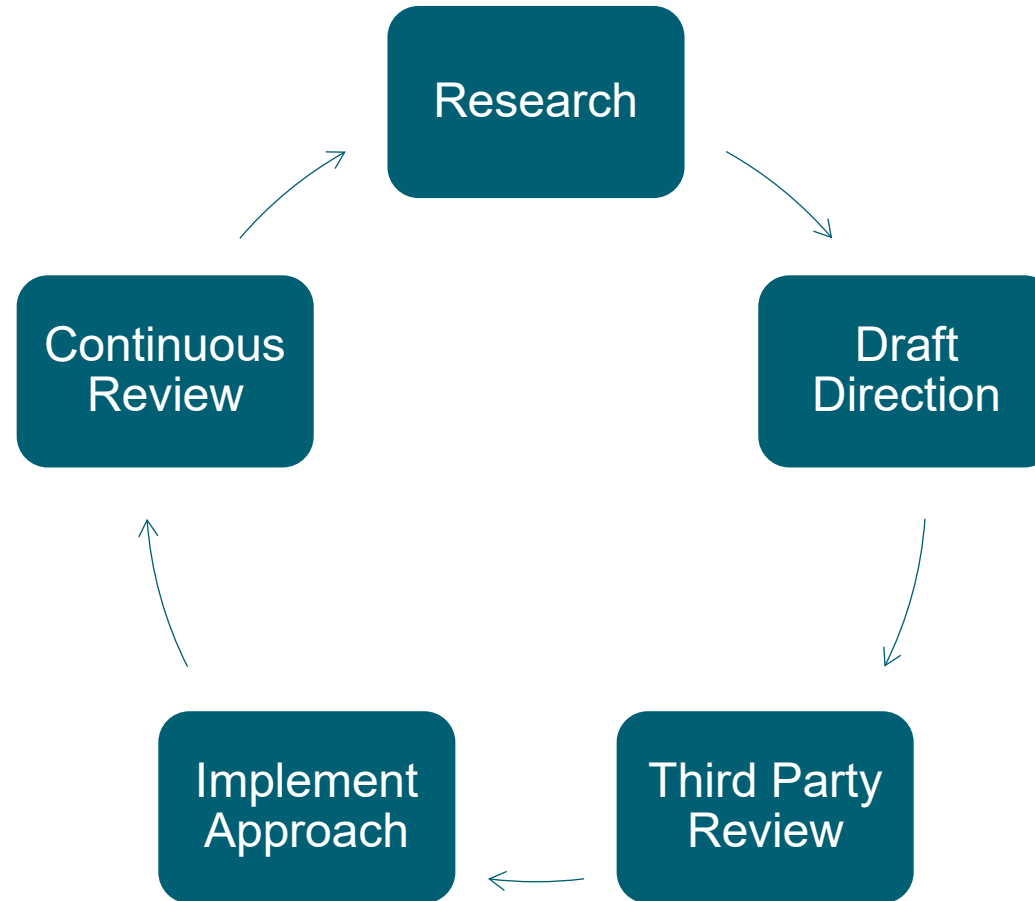 Research
Draft
Direction
Third Party
Review
Implement
Approach
Continuous
Review